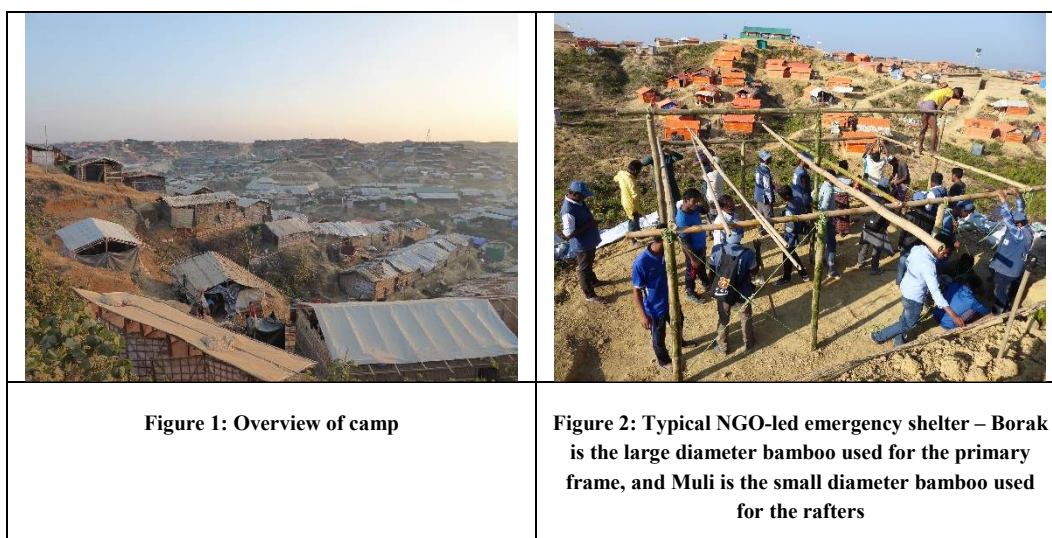 Figure 1: Overview of camp
Figure 2: Typical NGO-led emergency shelter – Borak
is the large diameter bamboo used for the primary
frame, and Muli is the small diameter bamboo used
for the rafters